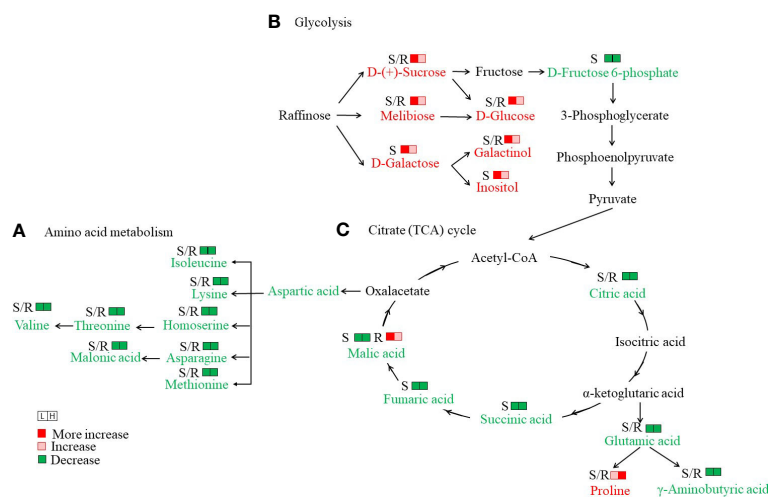 B Glycolysis
S/R
D-(+)-Sucrose
Fructose
S
D-Fructose 6-phosphate
Raffinose
S/R
Melibiose
S/R
D-Glucose
3-Phosphoglycerate
S
D-Galactose
S/R
Galactinol
S
Inositol
Phosphoenolpyruvate
Pyruvate
A Amino acid metabolism
S/R
Isoleucine
S/R
Lysine
Aspartic acid
S/R
Valine
S/R
Threonine
S/R
Homoserine
S/R
Malonic acid
S/R
Asparagine
S/R
Methionine
L H
More increase
Increase
Decrease
C Citrate (TCA) cycle
Acetyl-CoA
Oxalacetate
S/R
Citric acid
S R
Malic acid
Isocitric acid
S
Fumaric acid
α-ketoglutaric acid
S
Succinic acid
S/R
Glutamic acid
S/R
Proline
S/R
γ-Aminobutyric acid